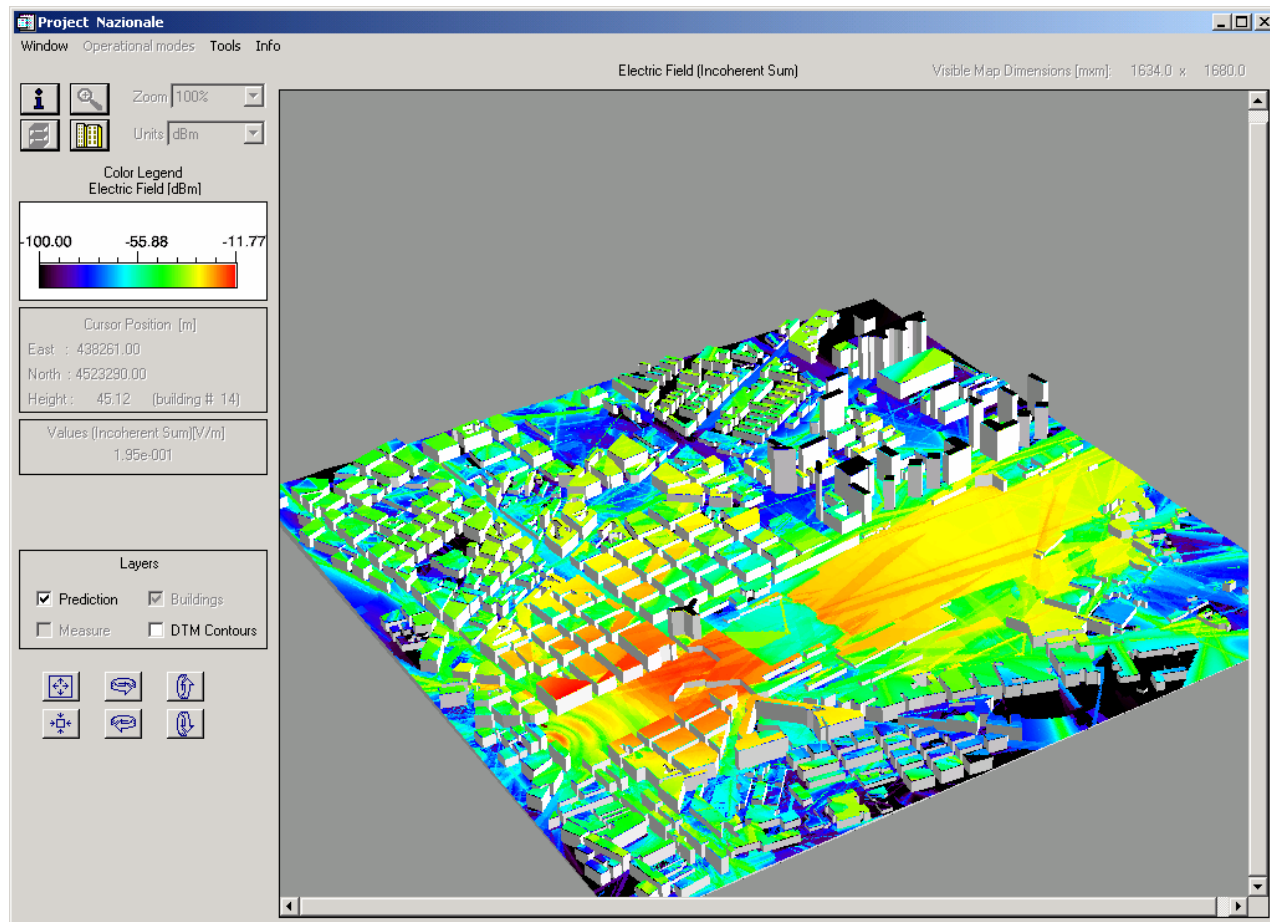 Project Nazionale
Window Operational modes Tools Info
Electric Field (Incoherent Sum)
Visible Map Dimensions [mxm]: 1634.0 x 1680.0
Zoom 100%
Units dBm
Color Legend
Electric Field [dBm]
-100.00 -55.88 -11.77
Cursor Position [m]
East : 438261.00
North : 4523290.00
Height : 45.12 (building # 14)
Values (Incoherent Sum)[V/m]
1.95e-001
Layers
Prediction Buildings
Measure DTM Contours